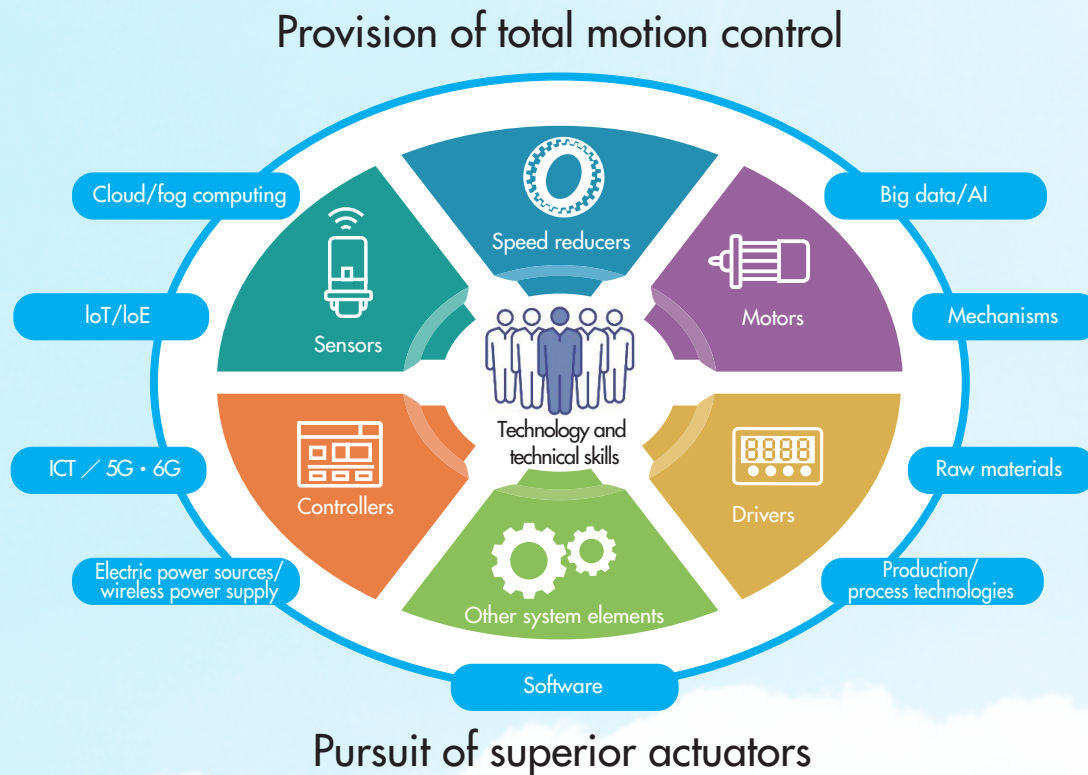 Provision of total motion control
Cloud/fog computing
Big data/AI
Speed reducers
Sensors
Motors
IoT/IoE
Mechanisms
Technology and
technical skills
ICT ／ 5G・6G
Raw materials
Controllers
Drivers
8888
Electric power sources/
wireless power supply
Production/
process technologies
Other system elements
Software
Pursuit of superior actuators